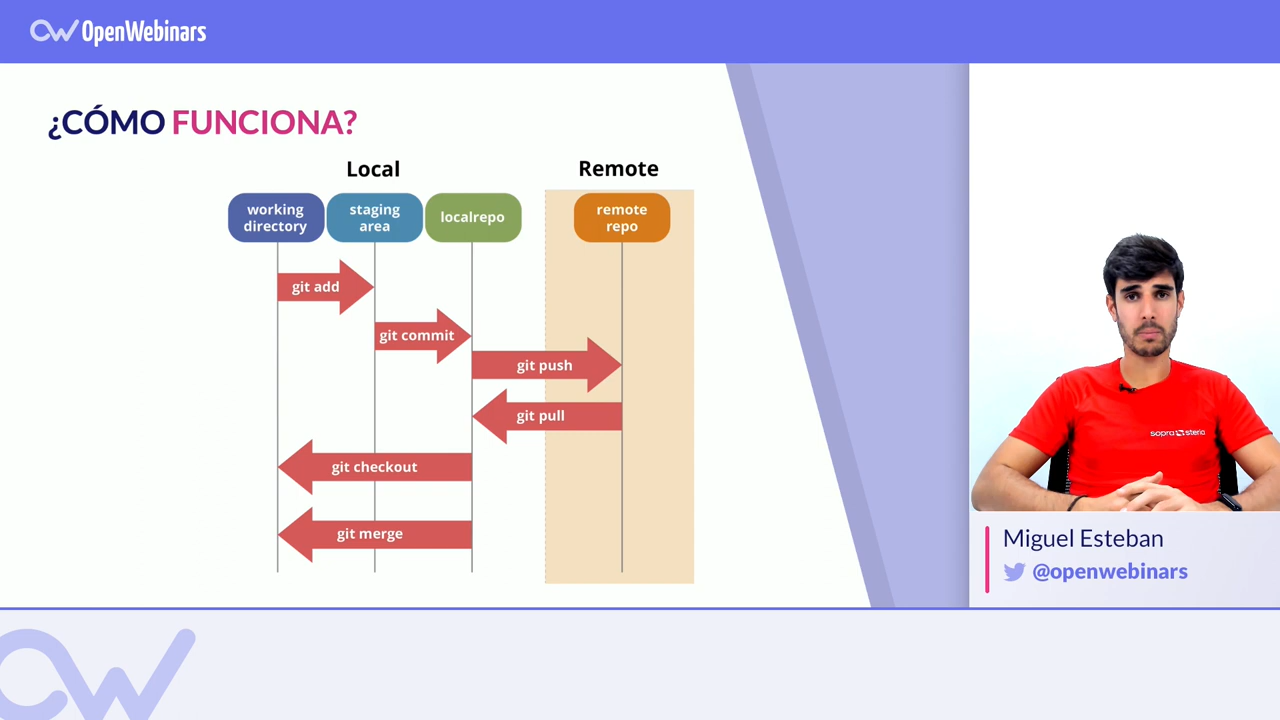 OpenWebinars
¿CÓMO FUNCIONA?
Local
Remote
working
directory
staging
area
localrepo
remote
repo
git add
git commit
git push
git pull
git checkout
git merge
sopra steria
Miguel Esteban
@openwebinars